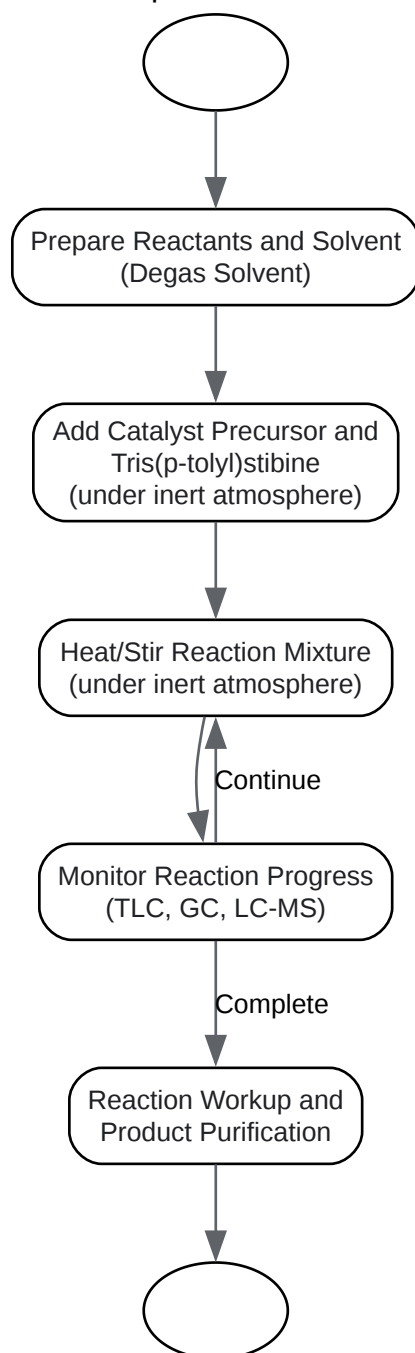 Prepare Reactants and Solvent
(Degas Solvent)
Add Catalyst Precursor and
Tris(p-tolyl)stibine
(under inert atmosphere)
Heat/Stir Reaction Mixture
(under inert atmosphere)
Continue
Monitor Reaction Progress
(TLC, GC, LC-MS)
Complete
Reaction Workup and
Product Purification